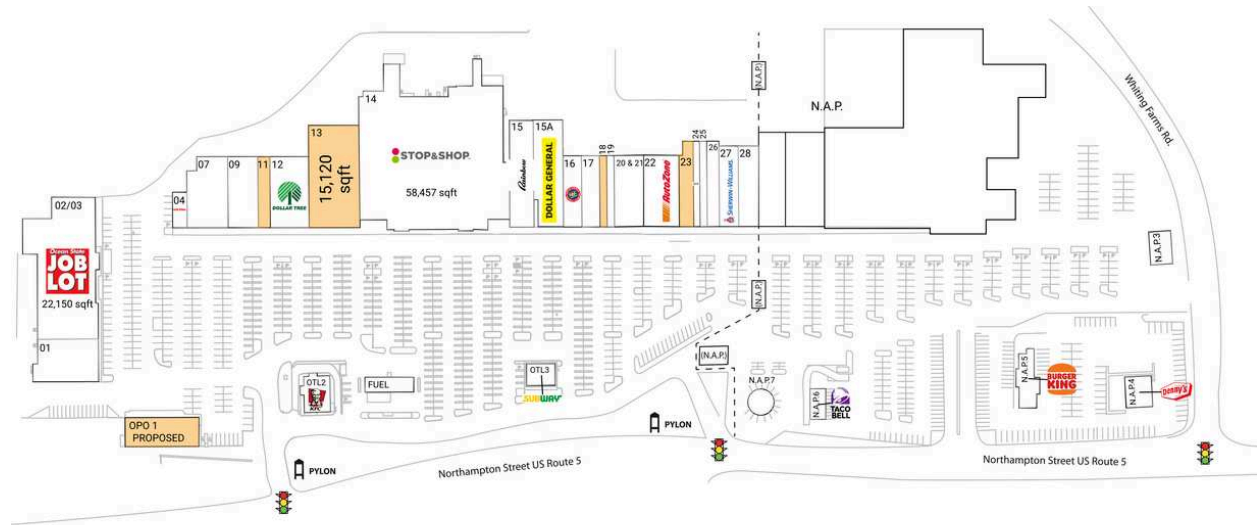 14
STOP&SHOP
58,457 sqft
13
15,120
sqft
07
09
11
12
DOLLAR TREE
04
02/03
Ocean State
JOB
LOT
22,150 sqft
01
15
Rainbow
15A
DOLLAR GENERAL
16
17
18
19
20 & 21
22
AutoZone
23
24
25
26
27
SHERWIN-WILLIAMS
28
(N.A.P.)
N.A.P.
Whiting Farms Rd.
N.A.P.3
(N.A.P.)
(N.A.P.)
OTL2
KFC
FUEL
OTL3
SUBWAY
N.A.P.7
N.A.P.6
TACO
BELL
N.A.P.5
BURGER
KING
N.A.P.4
Denny's
OPO 1
PROPOSED
PYLON
PYLON
Northampton Street US Route 5
Northampton Street US Route 5